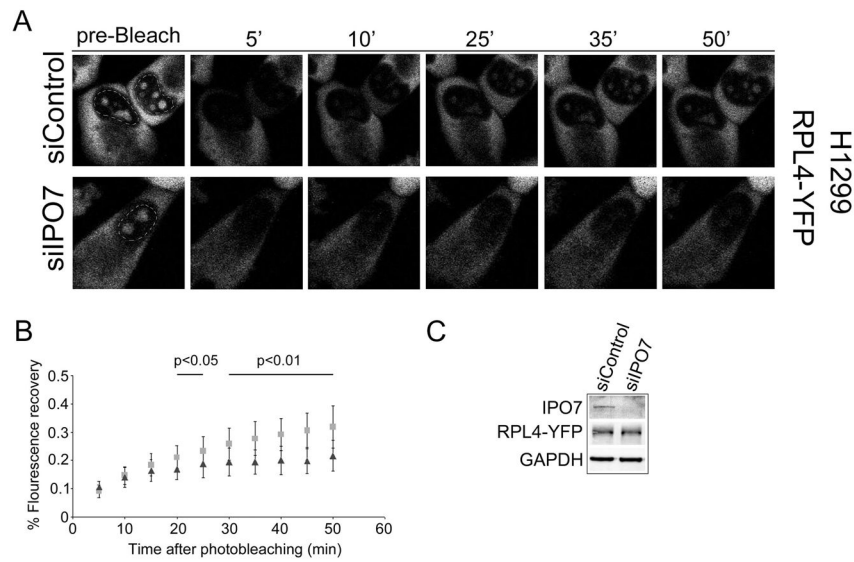 A
pre-Bleach 5’ 10’ 25’ 35’ 50’
siControl
siIPO7
H1299
RPL4-YFP
B
p<0.05 p<0.01
% Flourescence recovery
0.5
0.4
0.3
0.2
0.1
0
0 10 20 30 40 50 60
Time after photobleaching (min)
C
siControl siIPO7
IPO7
RPL4-YFP
GAPDH